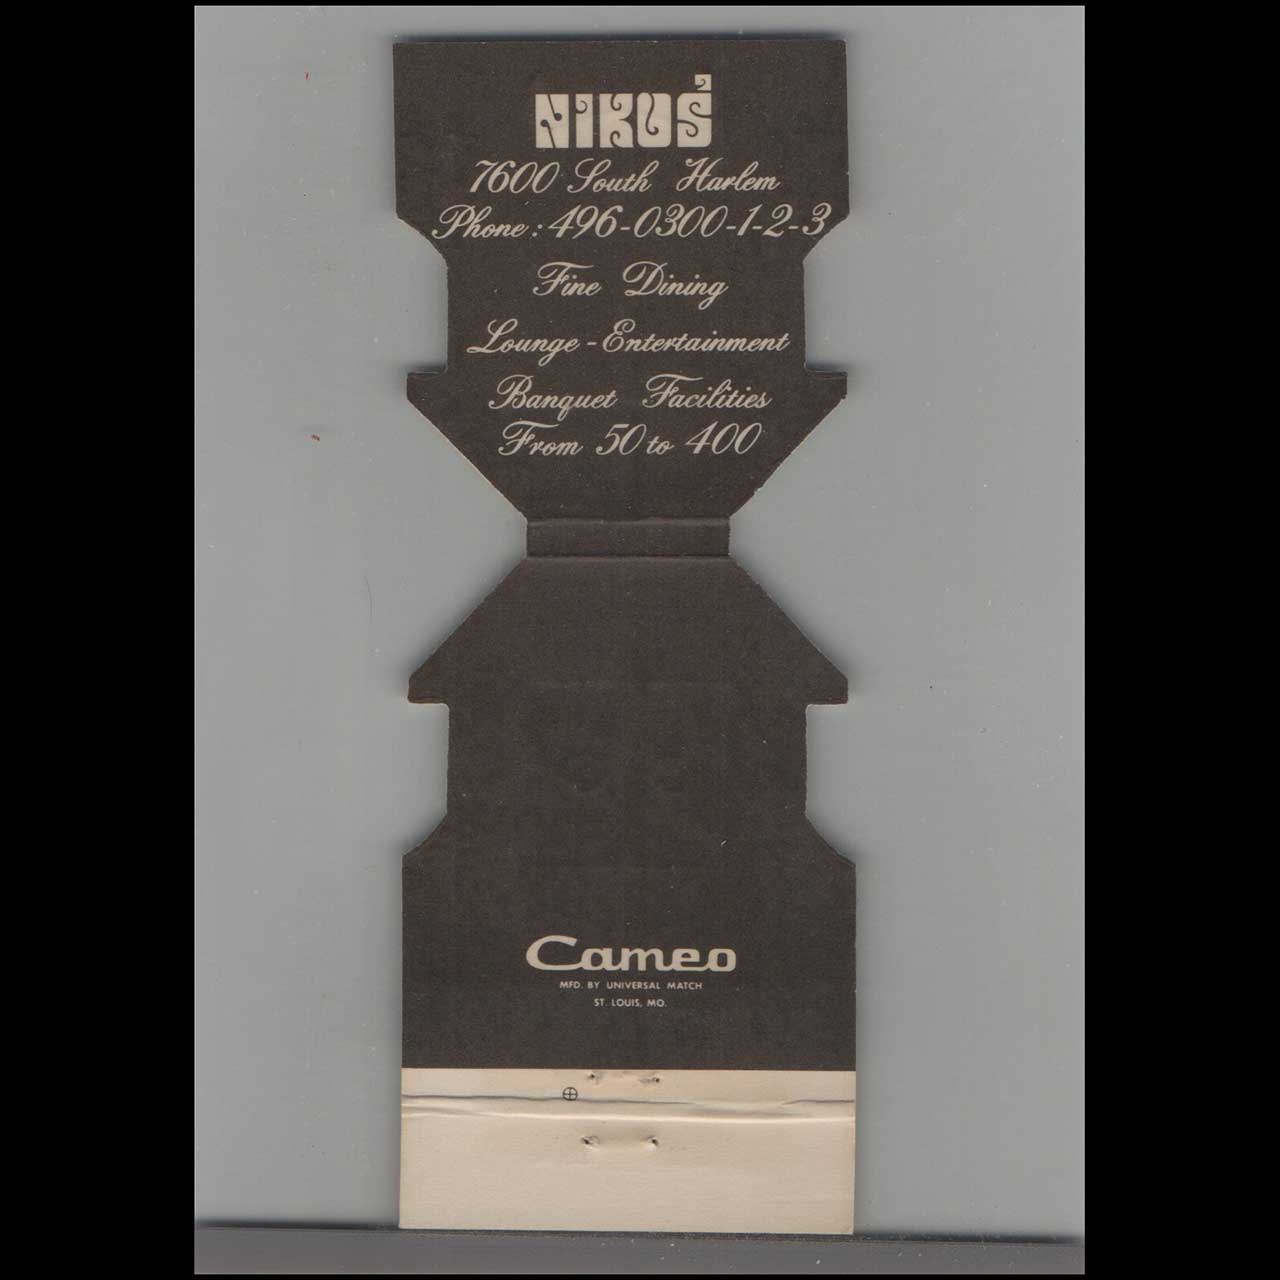 NIKOS'
7600 South Harlem
Phone: 496-0300-1-2-3
Fine Dining
Lounge - Entertainment
Banquet Facilities
From 50 to 400
Cameo
MFD. BY UNIVERSAL MATCH
ST. LOUIS, MO.